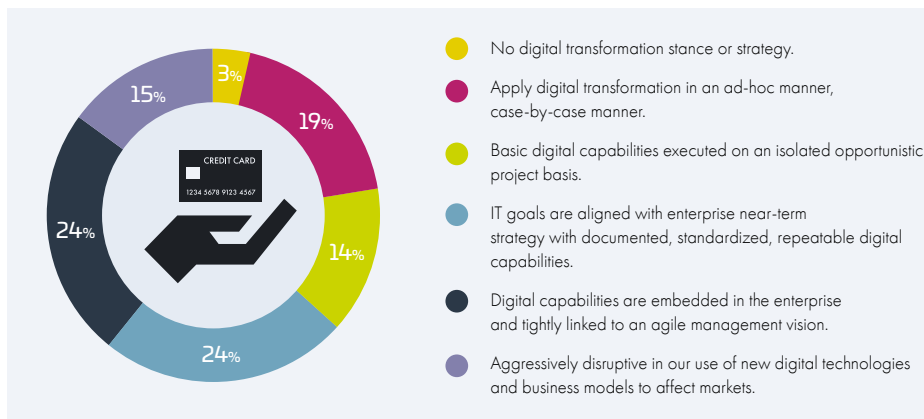 3%
19%
14%
24%
24%
15%
CREDIT CARD
1234 5678 9123 4567
No digital transformation stance or strategy.
Apply digital transformation in an ad-hoc manner,
case-by-case manner.
Basic digital capabilities executed on an isolated opportunistic
project basis.
IT goals are aligned with enterprise near-term
strategy with documented, standardized, repeatable digital
capabilities.
Digital capabilities are embedded in the enterprise
and tightly linked to an agile management vision.
Aggressively disruptive in our use of new digital technologies
and business models to affect markets.